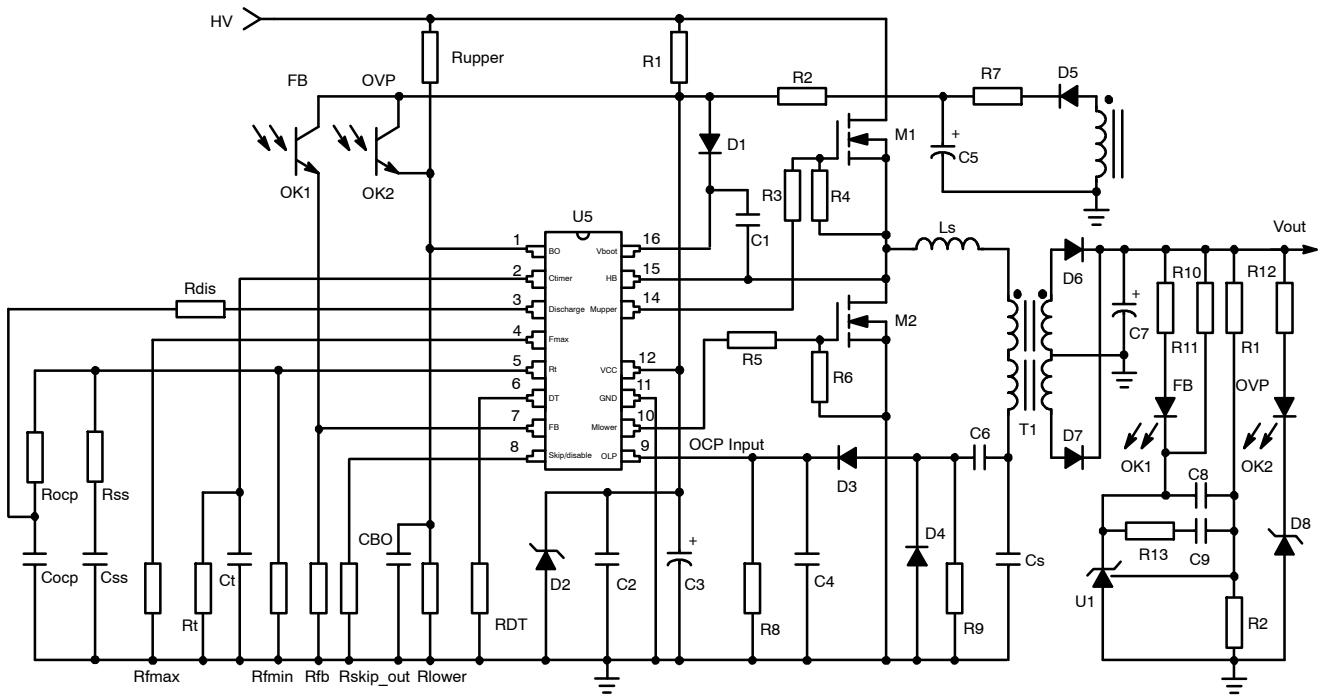 HV
Rupper
R1
FB
OVP
R2
R7
D5
M1
D1
C5
+
OK1
OK2
R3
R4
U5
C1
Ls
Vout
1
BO
Vboot
16
2
Ctimer
HB
15
3
Discharge
Mupper
14
4
Fmax
5
Rt
VCC
12
6
DT
GND
11
7
FB
Mlower
10
8
Skip/disable
OLP
9
Rdis
M2
R5
R6
OCP Input
D6
D7
T1
+
C7
R10
R11
R1
R12
FB
OVP
OK1
OK2
C6
D3
D4
C8
C9
R13
D8
U1
R2
Rocp
Rss
CBO
Cocp
Css
Ct
Rt
D2
C2
+
C3
C4
Cs
RDT
R8
R9
Rfmax
Rfmin
Rfb
Rskip_out
Rlower